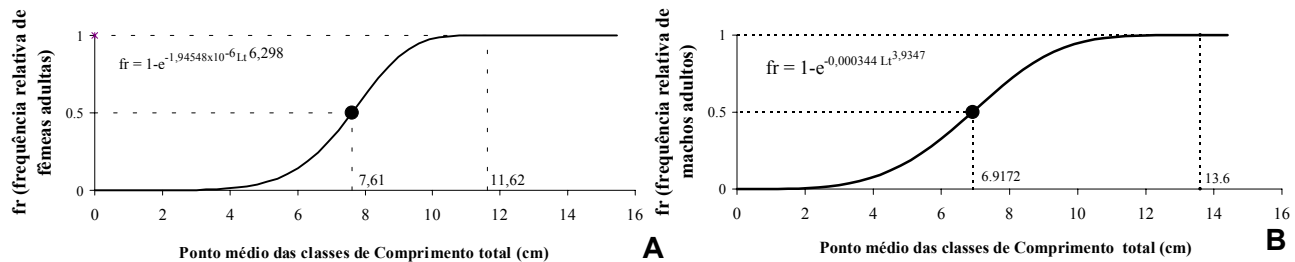 fr (frequência relativa de
fêmeas adultas)
1
0.5
0
fr = 1-e^-1,94548x10^-6 Lt^6,298
7,61
11,62
0 2 4 6 8 10 12 14 16
Ponto médio das classes de Comprimento total (cm)
A
fr (frequência relativa de
machos adultos)
1
0.5
0
fr = 1-e^-0,000344 Lt^3,9347
6.9172
13.6
0 2 4 6 8 10 12 14 16
Ponto médio das classes de Comprimento total (cm)
B